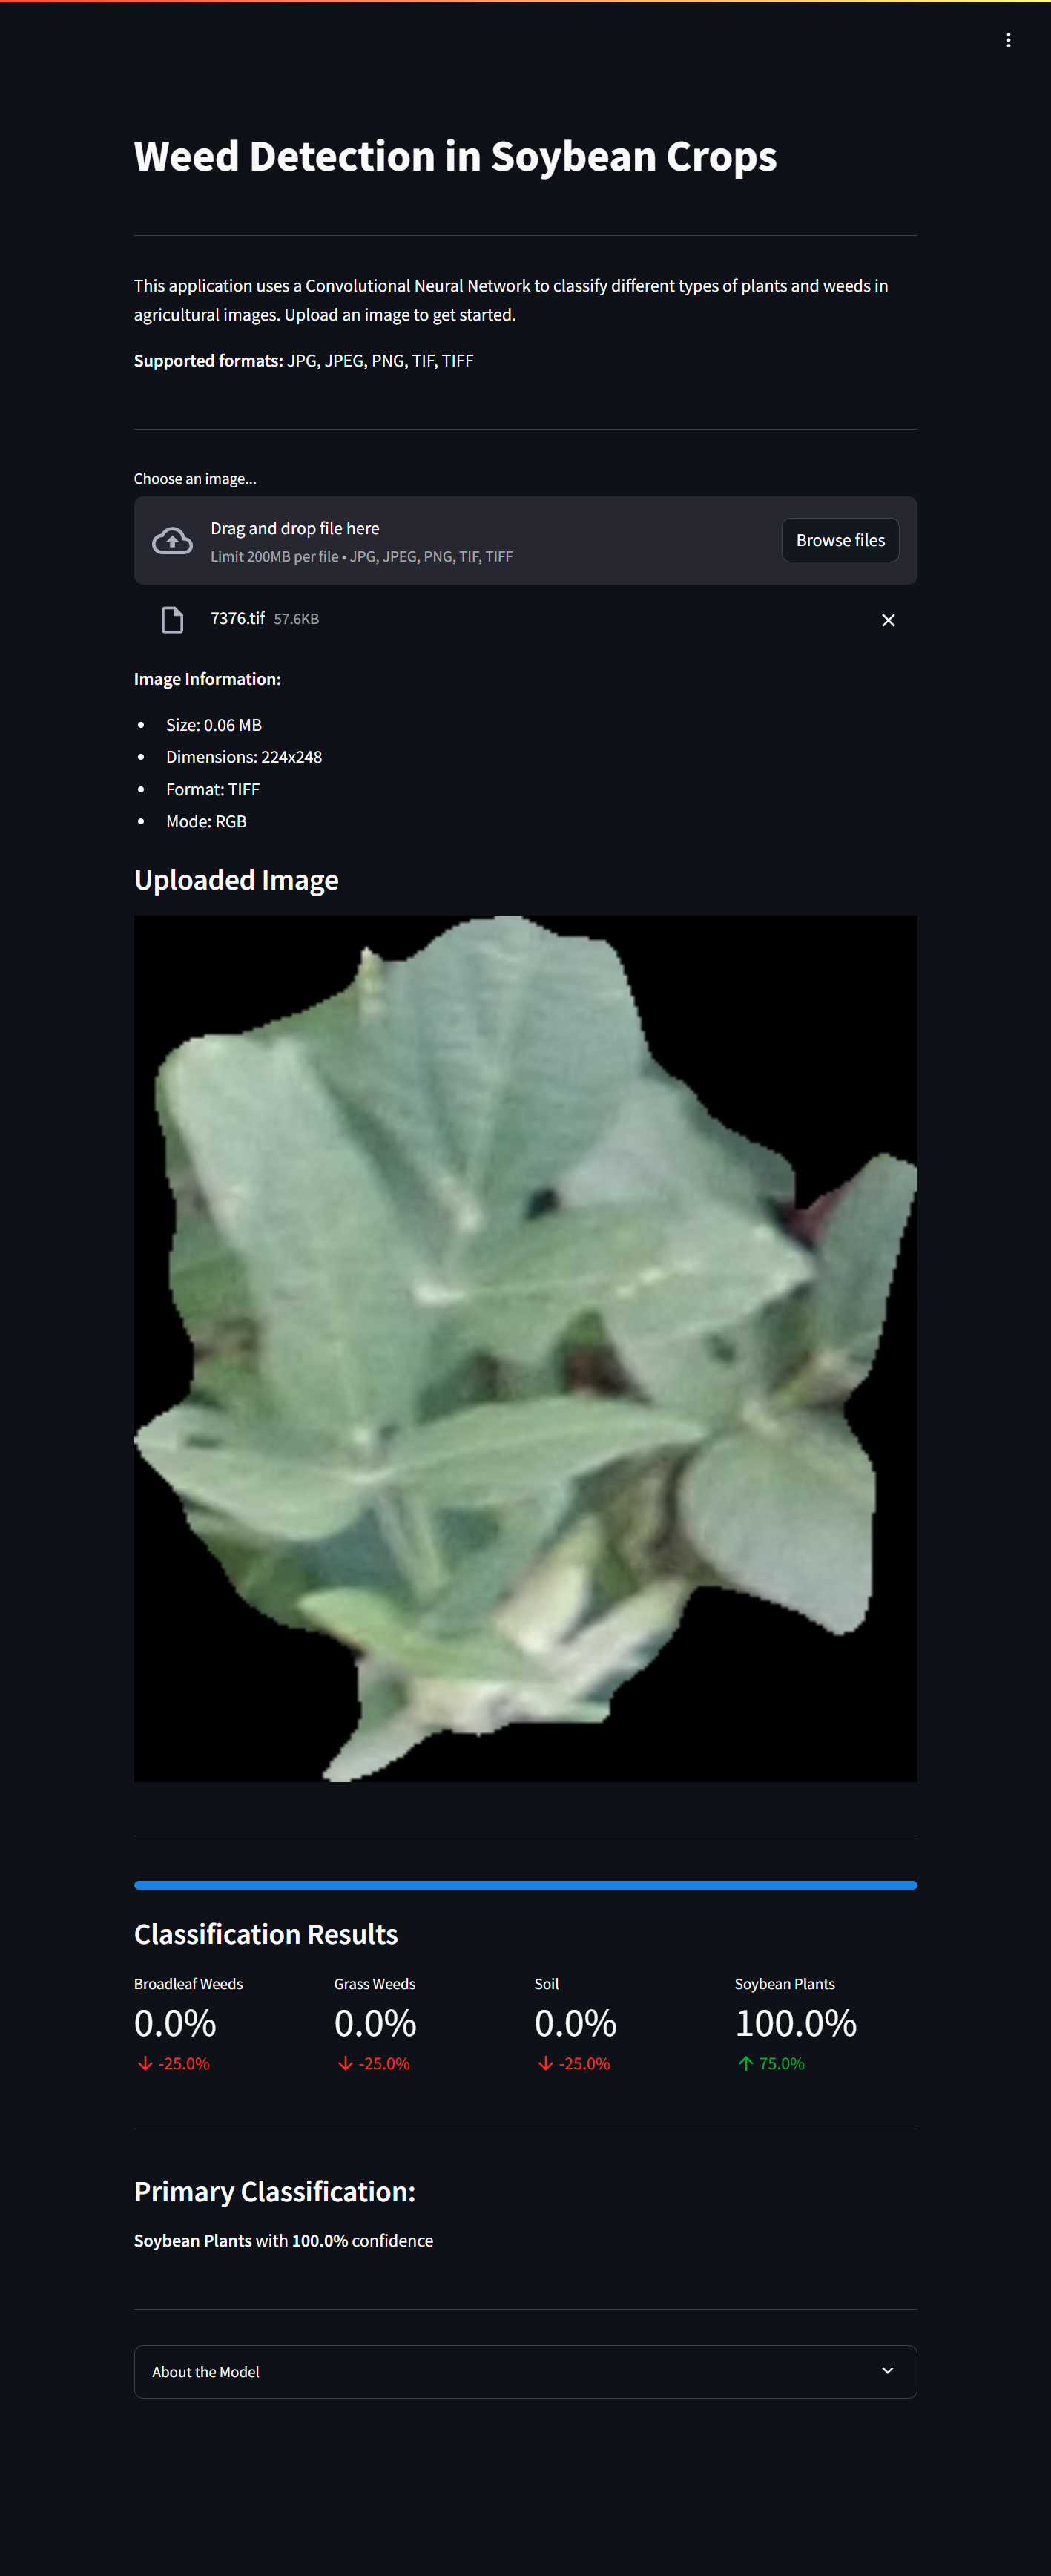 Weed Detection in Soybean Crops
This application uses a Convolutional Neural Network to classify different types of plants and weeds in
agricultural images. Upload an image to get started.
Supported formats: JPG, JPEG, PNG, TIF, TIFF
Choose an image...
Drag and drop file here
Limit 200MB per file • JPG, JPEG, PNG, TIF, TIFF
Browse files
7376.tif 57.6KB
Image Information:
• Size: 0.06 MB
• Dimensions: 224x248
• Format: TIFF
• Mode: RGB
Uploaded Image
Classification Results
Broadleaf Weeds Grass Weeds Soil Soybean Plants
0.0% 0.0% 0.0% 100.0%
↓ -25.0% ↓ -25.0% ↓ -25.0% ↑ 75.0%
Primary Classification:
Soybean Plants with 100.0% confidence
About the Model